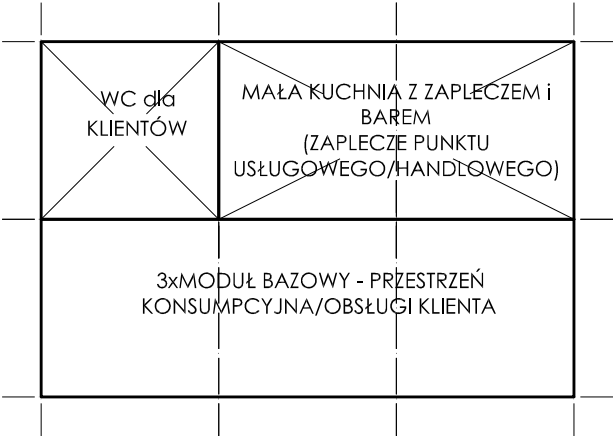 WC dla
KLIENTÓW
MAŁA KUCHNIA Z ZAPLECZEM i
BAREM
(ZAPLECZE PUNKTU
USŁUGOWEGO/HANDLOWEGO)
3xMODUŁ BAZOWY - PRZESTRZEŃ
KONSUMPCYJNA/OBSŁUGI KLIENTA